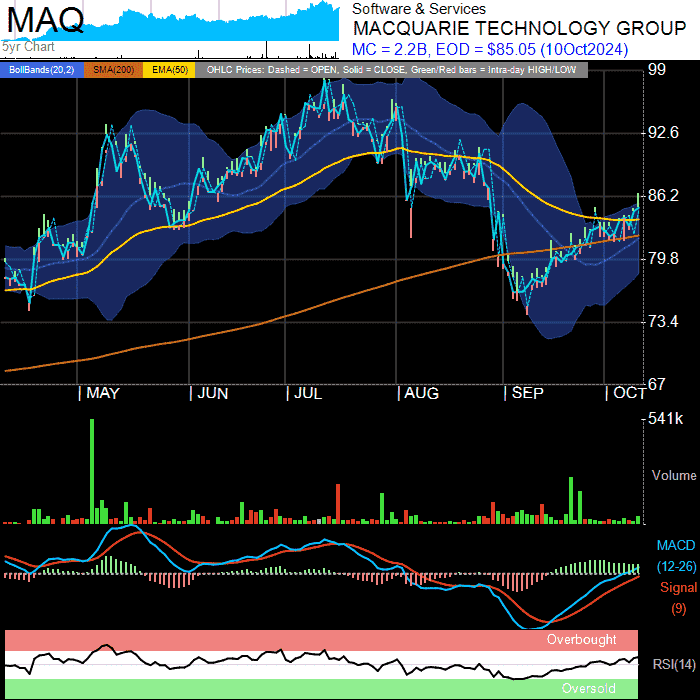 MAQ
5yr Chart
Software & Services
MACQUARIE TECHNOLOGY GROUP
MC = 2.2B, EOD = $85.05 (10Oct2024)
BollBands(20,2) SMA(200) EMA(50) OHLC Prices: Dashed = OPEN, Solid = CLOSE, Green/Red bars = Intra-day HIGH/LOW
99
92.6
86.2
79.8
73.4
67
| MAY | JUN | JUL | AUG | SEP | OCT
541k
Volume
MACD
(12-26)
Signal
(9)
Overbought
RSI(14)
Oversold